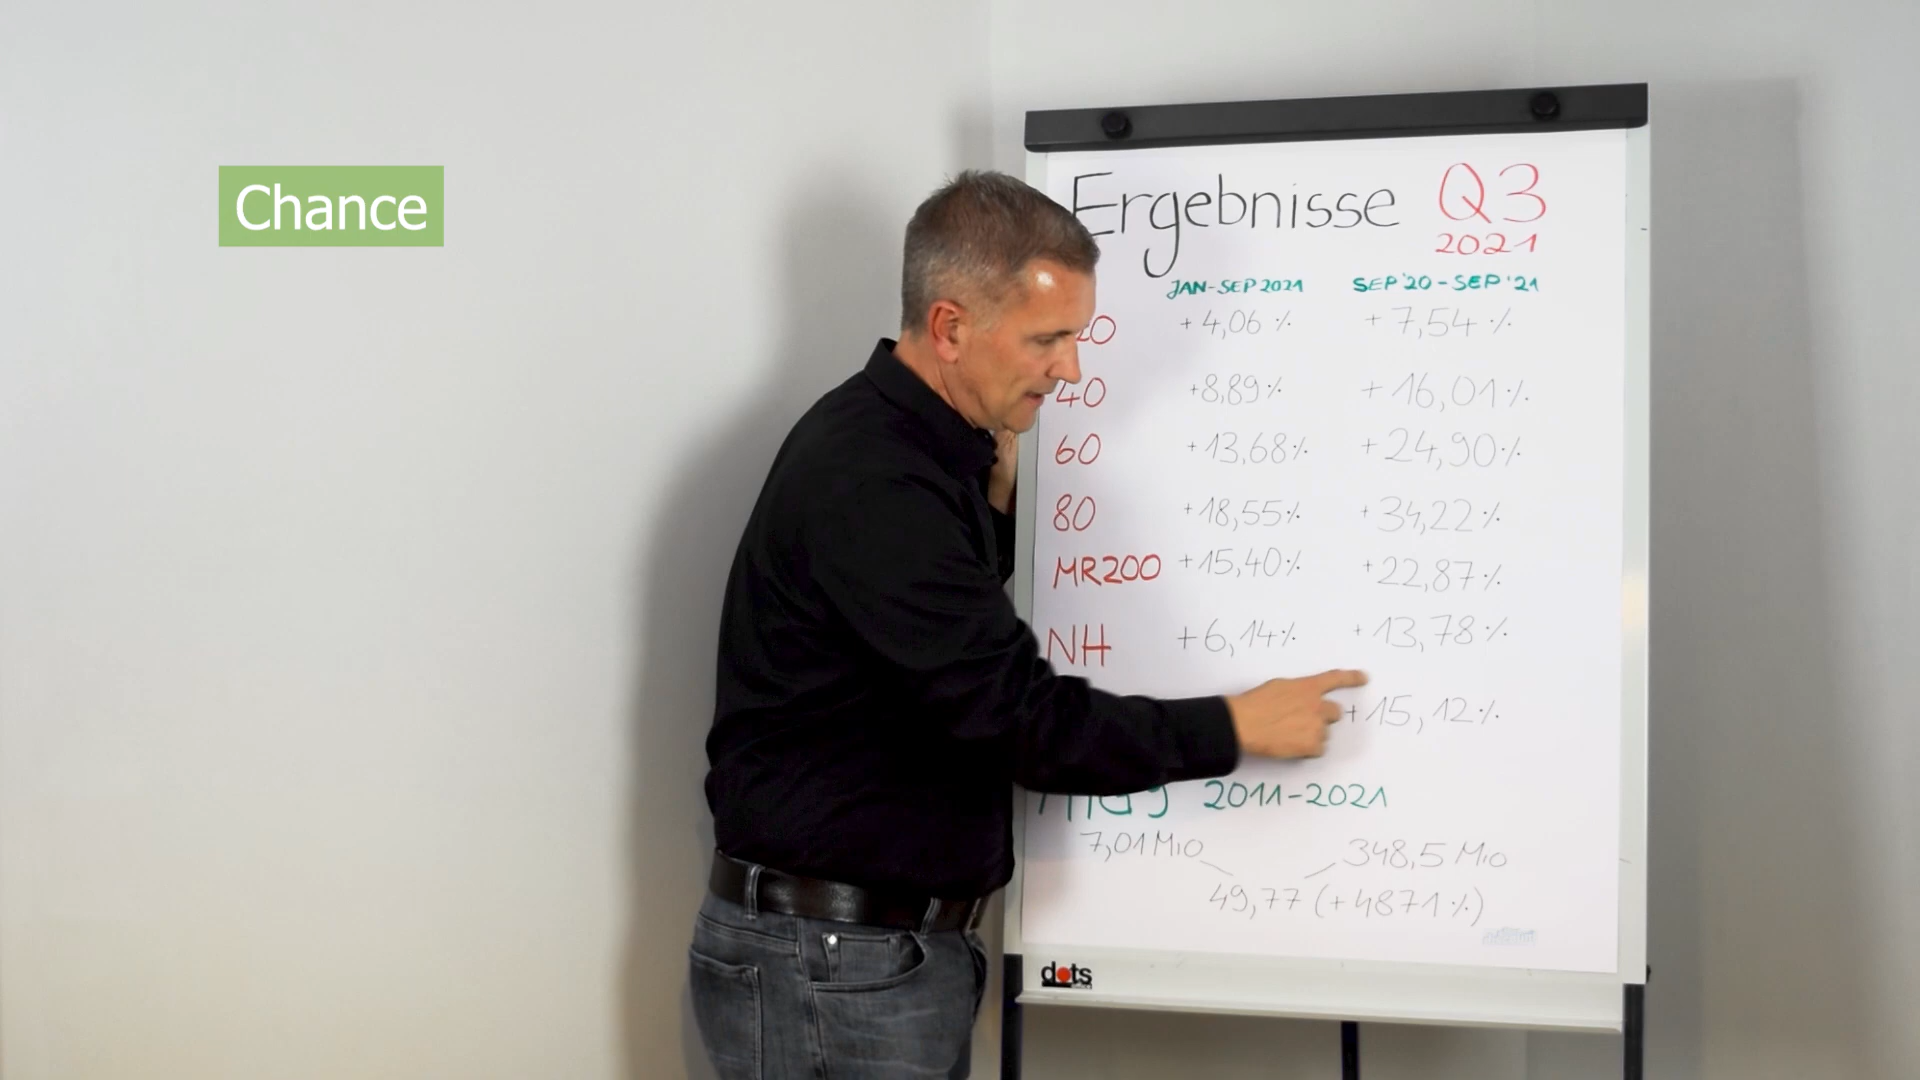 Chance
Ergebnisse Q3
2021
JAN-SEP 2021 SEP '20 - SEP '21
20 + 4,06 % + 7,54 %
40 +8,89 % + 16,01 %
60 +13,68 % +24,90 %
80 +18,55 % +34,22 %
MR200 +15,40 % +22,87 %
NH +6,14 % +13,78 %
+15,12 %
2011-2021
7,01 Mio 348,5 Mio
49,77 (+4871 %)
dots